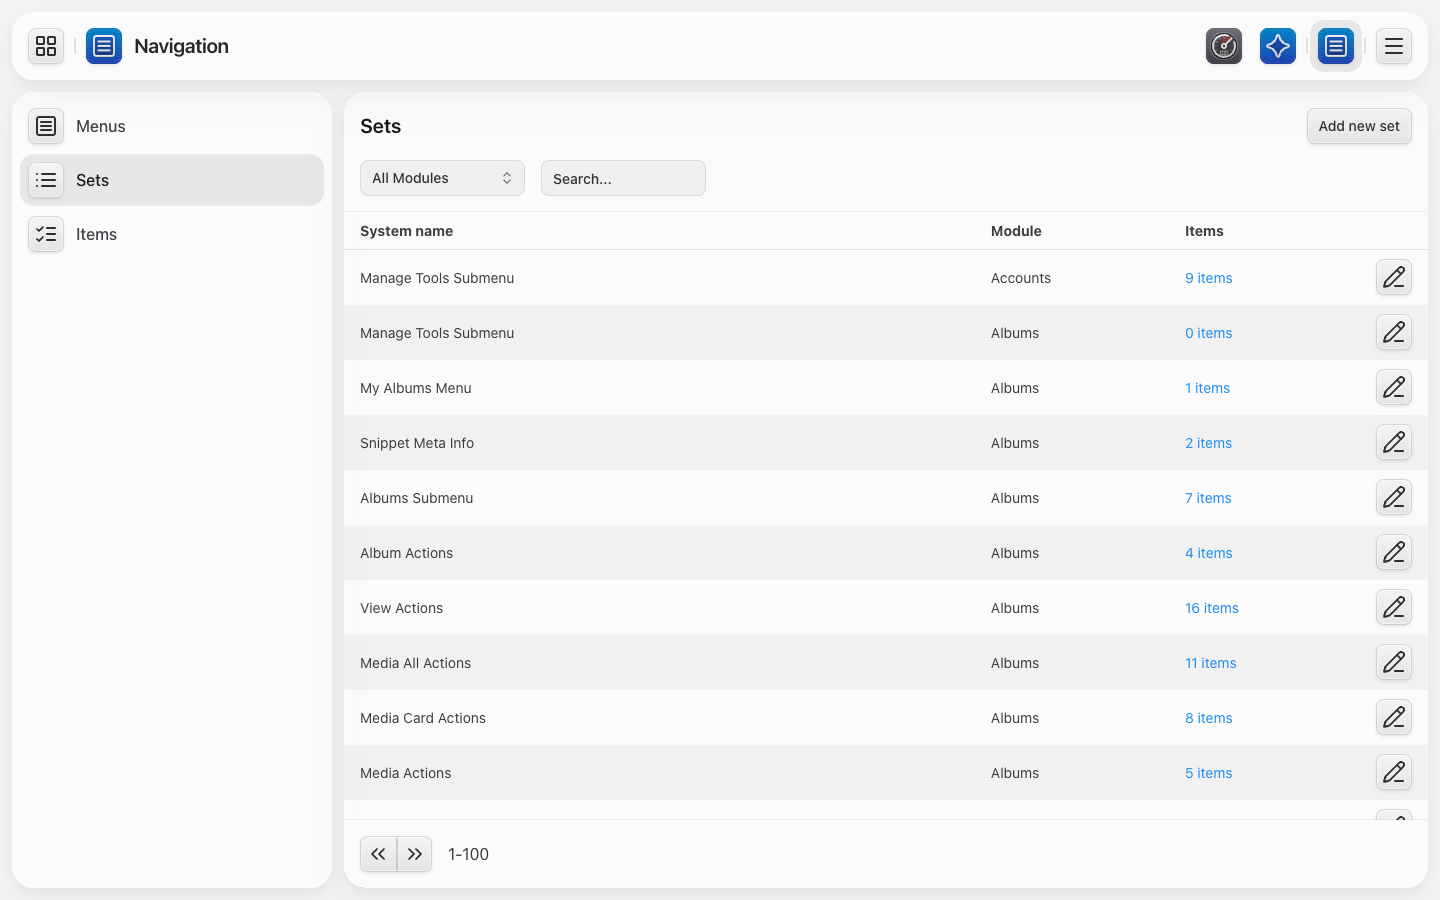 Navigation
Menus
Sets
Items
Sets
Add new set
All Modules
Search...
System name Module Items
Manage Tools Submenu Accounts 9 items
Manage Tools Submenu Albums 0 items
My Albums Menu Albums 1 items
Snippet Meta Info Albums 2 items
Albums Submenu Albums 7 items
Album Actions Albums 4 items
View Actions Albums 16 items
Media All Actions Albums 11 items
Media Card Actions Albums 8 items
Media Actions Albums 5 items
1-100